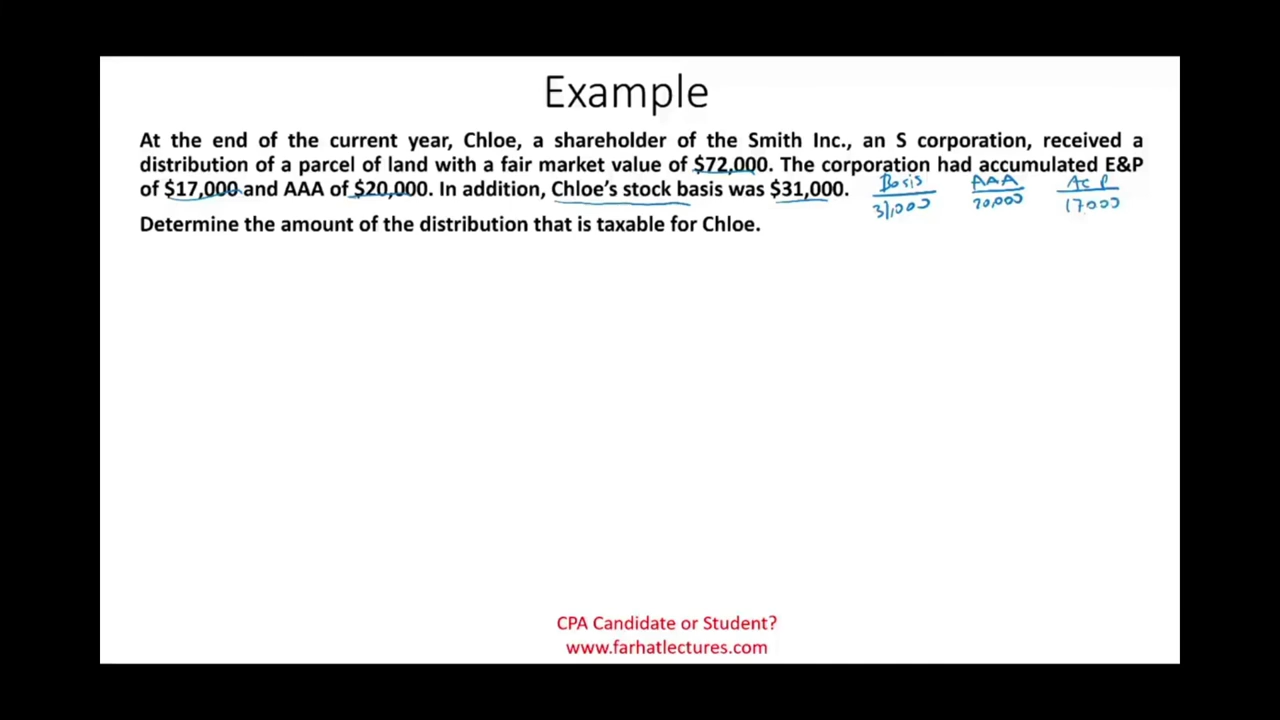 Example
At the end of the current year, Chloe, a shareholder of the Smith Inc., an S corporation, received a
distribution of a parcel of land with a fair market value of $72,000. The corporation had accumulated E&P
of $17,000 and AAA of $20,000. In addition, Chloe's stock basis was $31,000.
Basis AAA AcP
31,000 20,000 17000
Determine the amount of the distribution that is taxable for Chloe.
CPA Candidate or Student?
www.farhatlectures.com